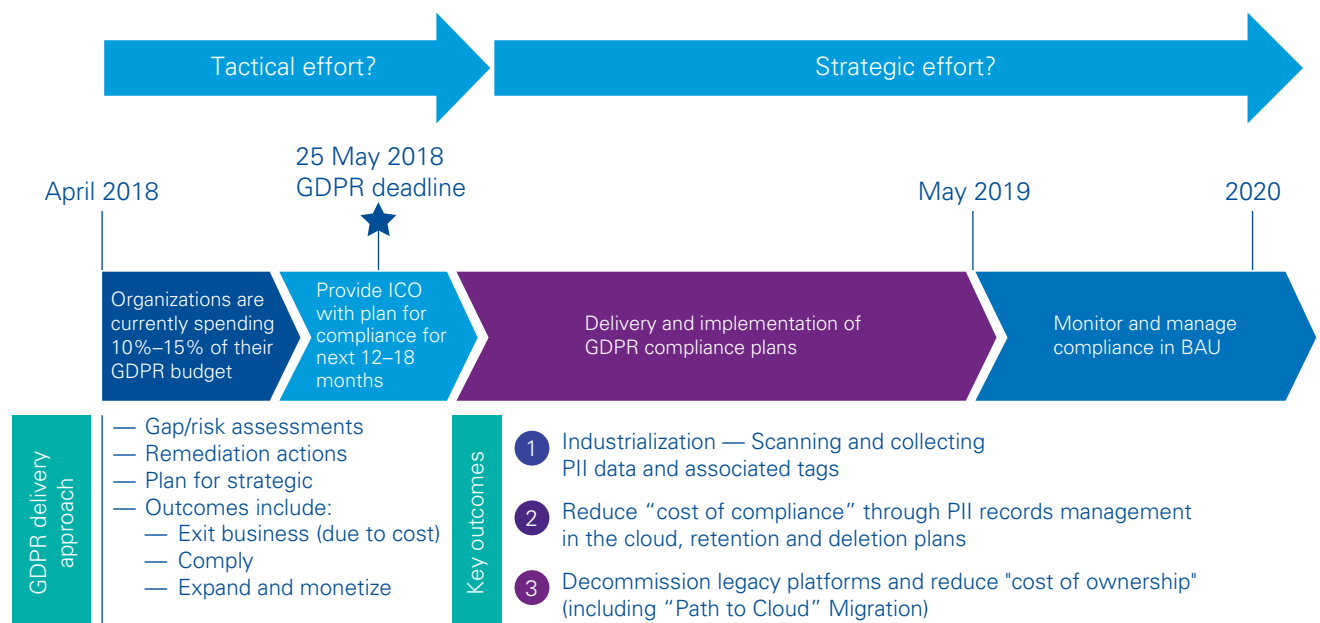 Tactical effort?
Strategic effort?
25 May 2018
GDPR deadline
April 2018
May 2019
2020
Organizations are
currently spending
10%–15% of their
GDPR budget
Provide ICO
with plan for
compliance for
next 12–18
months
Delivery and implementation of
GDPR compliance plans
Monitor and manage
compliance in BAU
GDPR delivery
approach
— Gap/risk assessments
— Remediation actions
— Plan for strategic
— Outcomes include:
— Exit business (due to cost)
— Comply
— Expand and monetize
Key outcomes
1 Industrialization — Scanning and collecting
PII data and associated tags
2 Reduce “cost of compliance” through PII records management
in the cloud, retention and deletion plans
3 Decommission legacy platforms and reduce "cost of ownership"
(including “Path to Cloud” Migration)